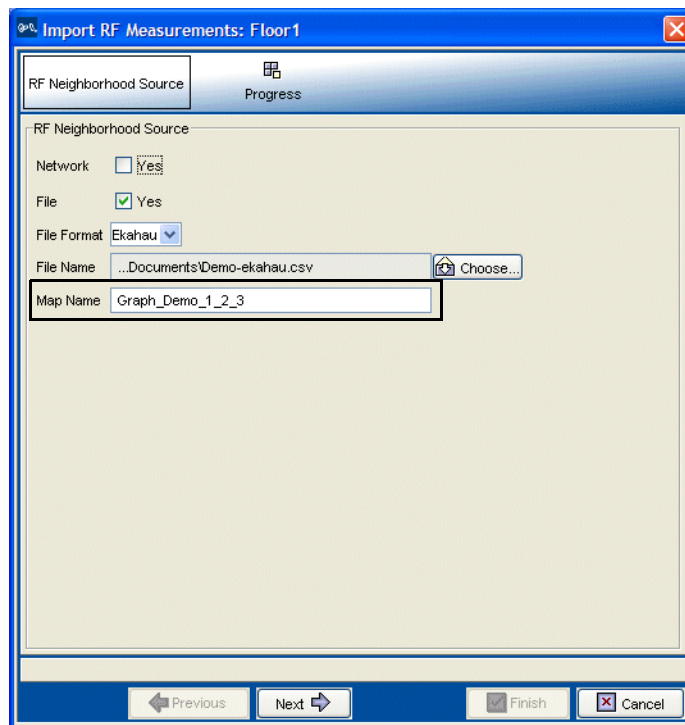 Import RF Measurements: Floor1
RF Neighborhood Source
Progress
RF Neighborhood Source
Network Yes
File Yes
File Format Ekahau
File Name ...Documents\Demo-ekahau.csv Choose...
Map Name Graph_Demo_1_2_3
Previous Next Finish Cancel